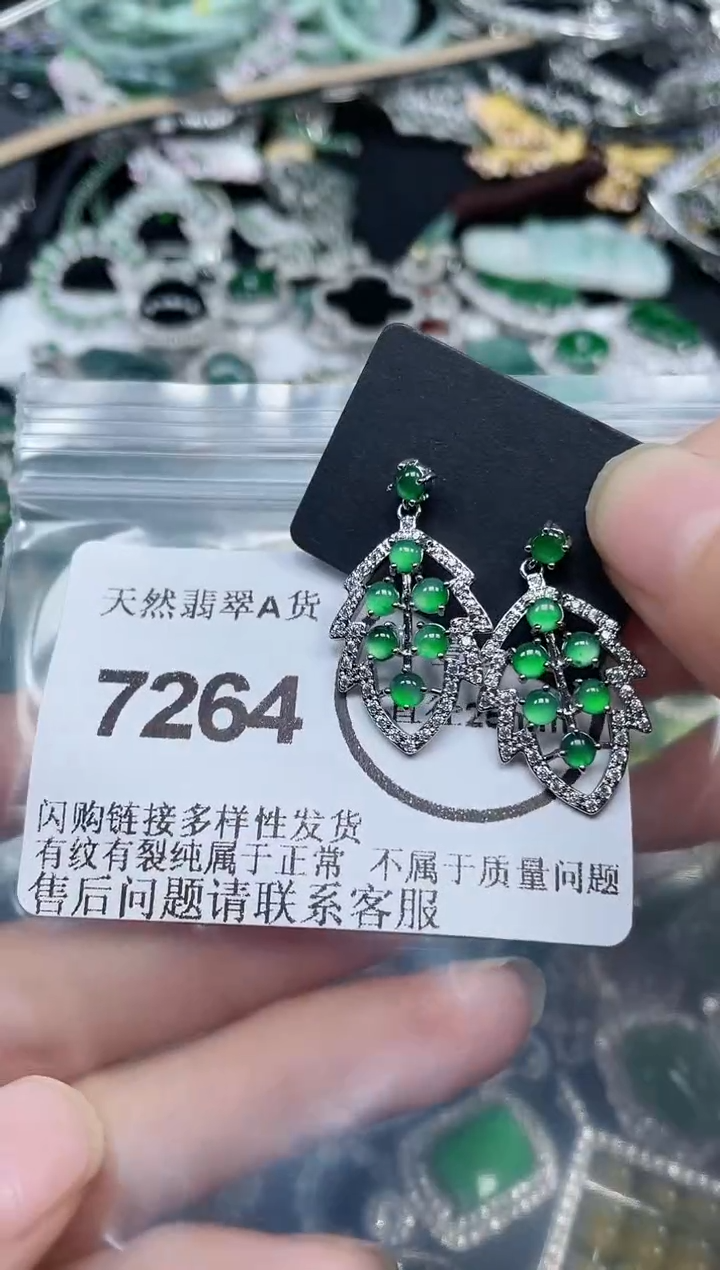 天然翡翠A货
7264
闪购链接多样性发货
有纹有裂纯属于正常 不属于质量问题
售后问题请联系客服